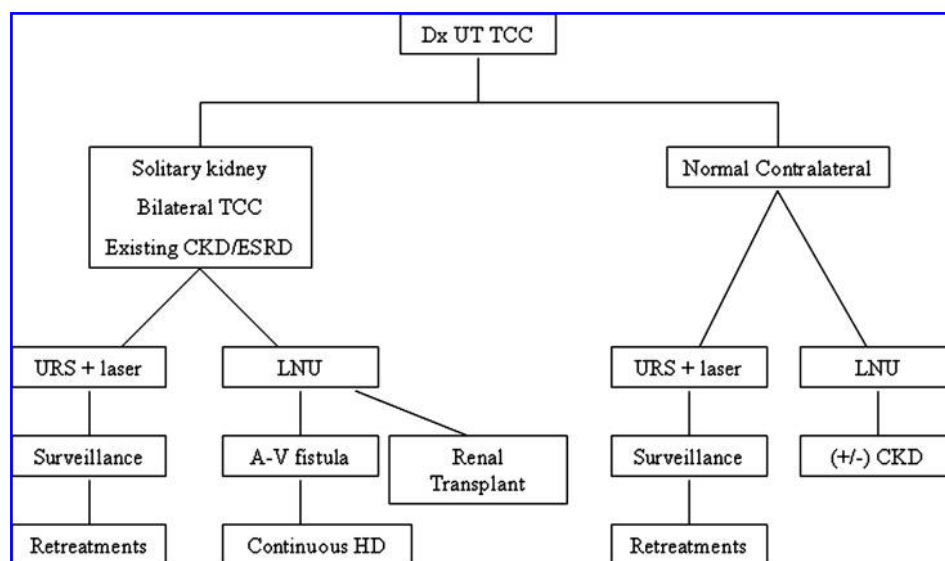 Dx UT TCC
Solitary kidney
Bilateral TCC
Existing CKD/ESRD
Normal Contralateral
URS + laser
LNU
URS + laser
LNU
Surveillance
A-V fistula
Renal
Transplant
Surveillance
(+/-) CKD
Retreatments
Continuous HD
Retreatments